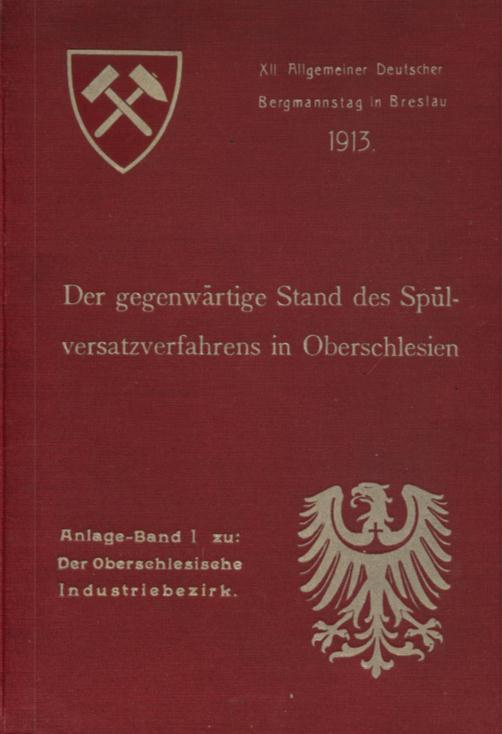 XII Allgemeiner Deutscher
Bergmannstag in Breslau
1913.
Der gegenwärtige Stand des Spül-
versatzverfahrens in Oberschlesien
Anlage-Band I zu:
Der Oberschlesische
Industriebezirk.